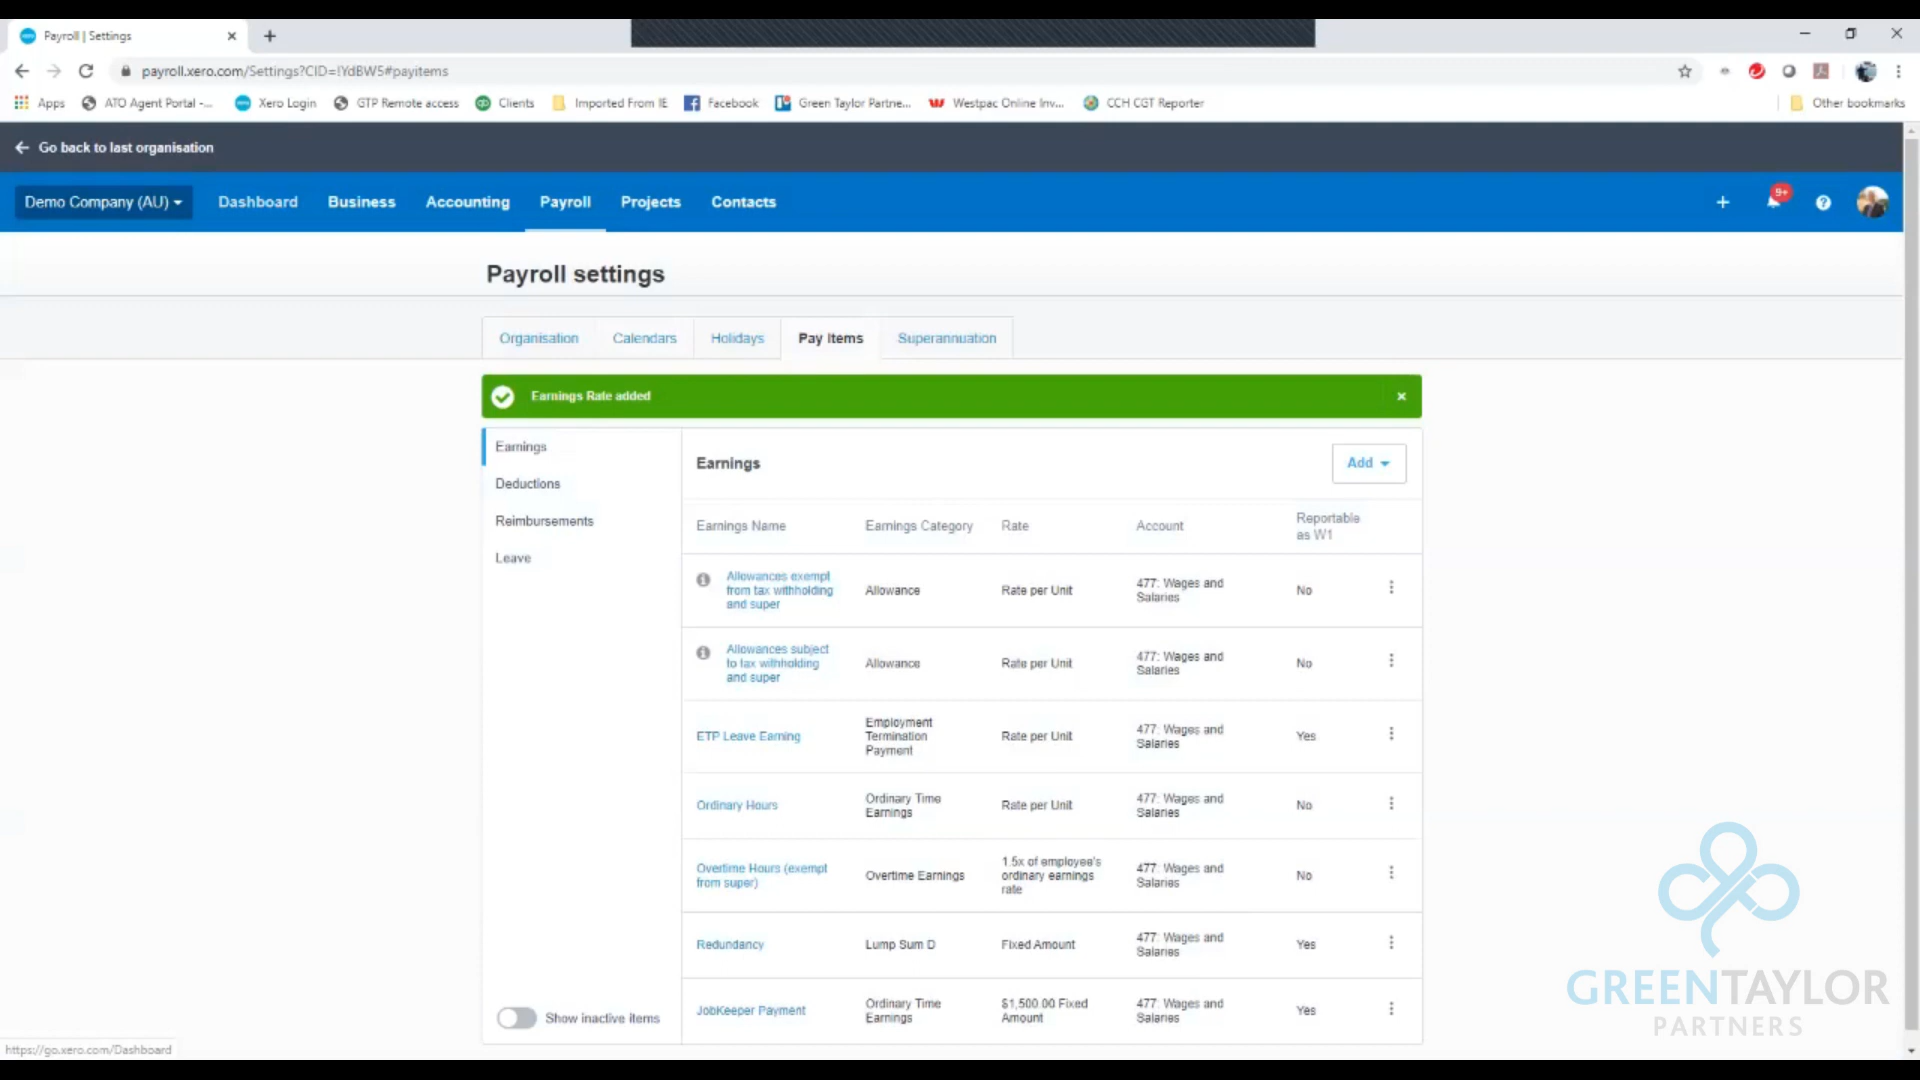 Payroll | Settings
payroll.xero.com/Settings?CID=!YdBW5#payitems
Apps ATO Agent Portal -... Xero Login GTP Remote access Clients Imported From IE Facebook Green Taylor Partne... Westpac Online Inv... CCH CGT Reporter Other bookmarks
Go back to last organisation
Demo Company (AU) Dashboard Business Accounting Payroll Projects Contacts
9+
Payroll settings
Organisation Calendars Holidays Pay Items Superannuation
Earnings Rate added
Earnings
Deductions
Reimbursements
Leave
Show inactive items
Earnings
Add
Earnings Name Earnings Category Rate Account Reportable
as W1
Allowances exempt
from tax withholding
and super
Allowance
Rate per Unit
477: Wages and
Salaries
No
Allowances subject
to tax withholding
and super
Allowance
Rate per Unit
477: Wages and
Salaries
No
ETP Leave Earning
Employment
Termination
Payment
Rate per Unit
477: Wages and
Salaries
Yes
Ordinary Hours
Ordinary Time
Earnings
Rate per Unit
477: Wages and
Salaries
No
Overtime Hours (exempt
from super)
Overtime Earnings
1.5x of employee's
ordinary earnings
rate
477: Wages and
Salaries
No
Redundancy
Lump Sum D
Fixed Amount
477: Wages and
Salaries
Yes
JobKeeper Payment
Ordinary Time
Earnings
$1,500.00 Fixed
Amount
477: Wages and
Salaries
Yes
https://go.xero.com/Dashboard
GREENTAYLOR
PARTNERS